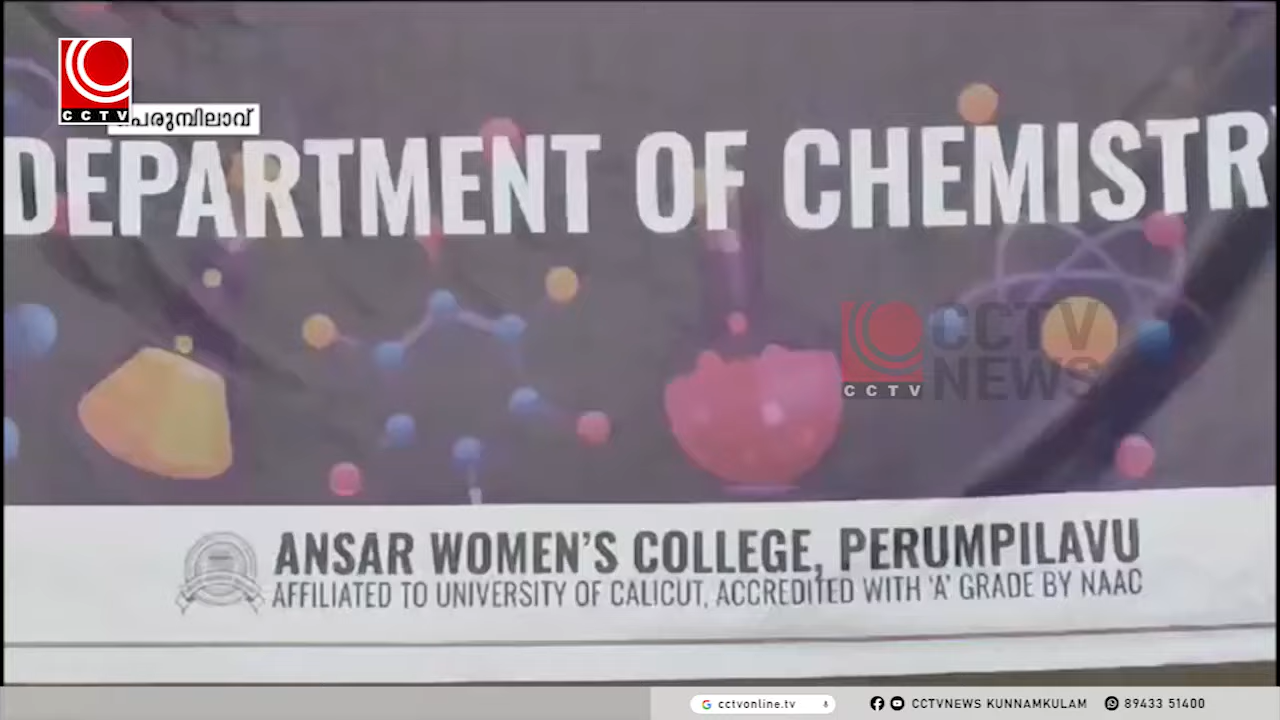 CCTV
പെരുമ്പിലാവ്
DEPARTMENT OF CHEMISTRY
CCTV
CCTV
NEWS
ANSAR WOMEN'S COLLEGE, PERUMPILAVU
AFFILIATED TO UNIVERSITY OF CALICUT, ACCREDITED WITH 'A' GRADE BY NAAC
cctvonline.tv
CCTVNEWS KUNNAMKULAM
89433 51400